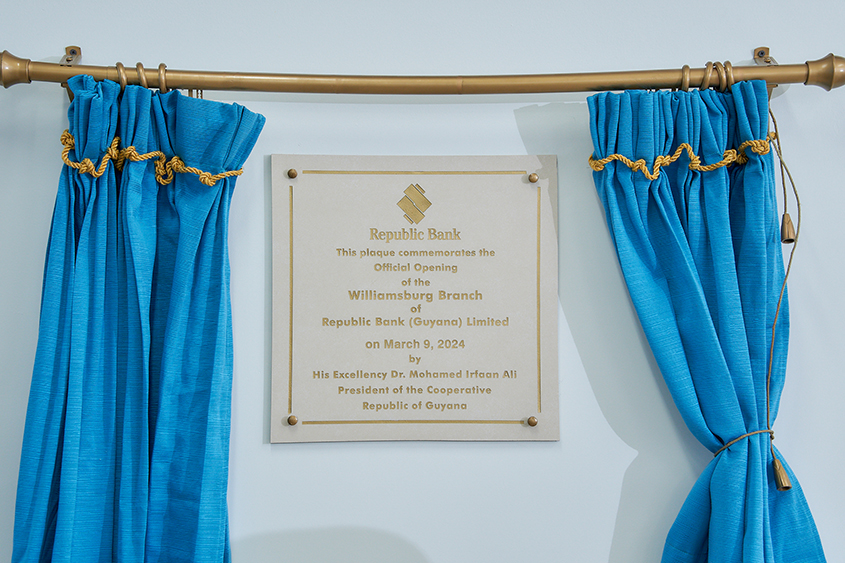 Republic Bank
This plaque commemorates the
Official Opening
of the
Williamsburg Branch
of
Republic Bank (Guyana) Limited
on March 9, 2024
by
His Excellency Dr. Mohamed Irfaan Ali
President of the Cooperative
Republic of Guyana